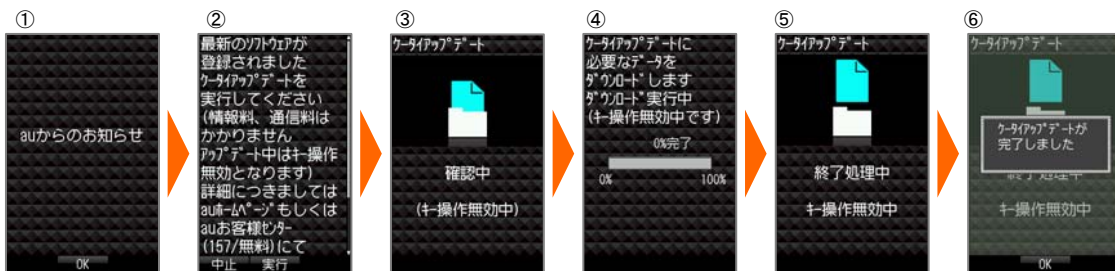 ①
auからのお知らせ
OK
②
最新のｿﾌﾄｳｪｱが
登録されました
ｹｰﾀｲｱｯﾌﾟﾃﾞｰﾄを
実行してください
(情報料、通信料は
かかりません
ｱｯﾌﾟﾃﾞｰﾄ中はｷｰ操作
無効となります)
詳細につきましては
auﾎｰﾑﾍﾟｰｼﾞもしくは
auお客様ｾﾝﾀｰ
(157/無料)にて
中止 実行
③
ｹｰﾀｲｱｯﾌﾟﾃﾞｰﾄ
確認中
(ｷｰ操作無効中)
④
ｹｰﾀｲｱｯﾌﾟﾃﾞｰﾄに
必要なﾃﾞｰﾀを
ﾀﾞｳﾝﾛｰﾄﾞします
ﾀﾞｳﾝﾛｰﾄﾞ実行中
(ｷｰ操作無効中です)
0%完了
0% 100%
⑤
ｹｰﾀｲｱｯﾌﾟﾃﾞｰﾄ
終了処理中
ｷｰ操作無効中
⑥
ｹｰﾀｲｱｯﾌﾟﾃﾞｰﾄ
ｹｰﾀｲｱｯﾌﾟﾃﾞｰﾄが
完了しました
終了処理中
ｷｰ操作無効中
OK